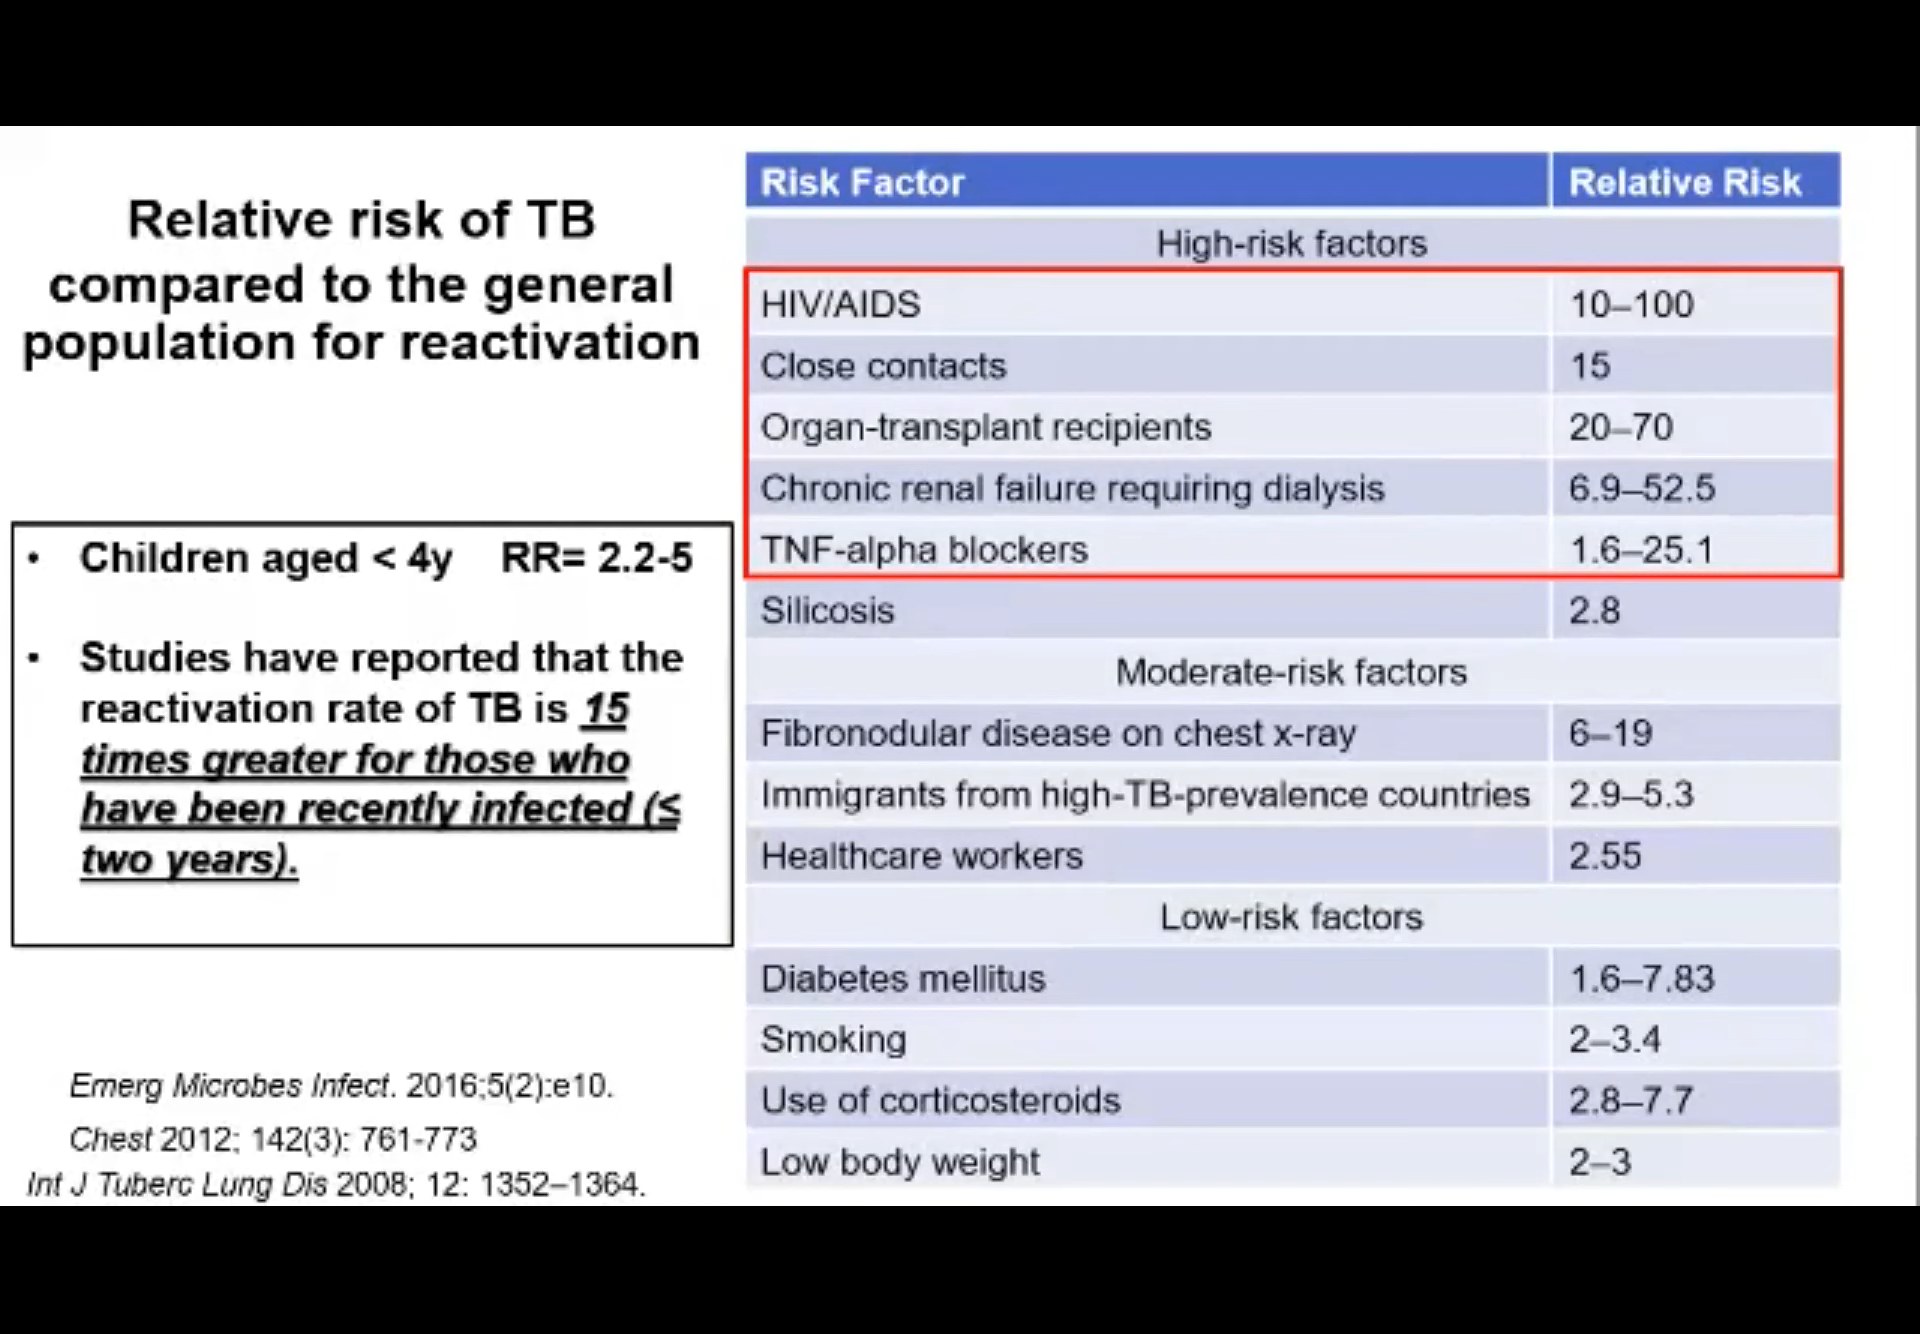 Relative risk of TB
compared to the general
population for reactivation
• Children aged < 4y RR= 2.2-5
• Studies have reported that the
reactivation rate of TB is 15
times greater for those who
have been recently infected (≤
two years).
Emerg Microbes Infect. 2016;5(2):e10.
Chest 2012; 142(3): 761-773
Int J Tuberc Lung Dis 2008; 12: 1352–1364.
Risk Factor Relative Risk
High-risk factors
HIV/AIDS 10–100
Close contacts 15
Organ-transplant recipients 20–70
Chronic renal failure requiring dialysis 6.9–52.5
TNF-alpha blockers 1.6–25.1
Silicosis 2.8
Moderate-risk factors
Fibronodular disease on chest x-ray 6–19
Immigrants from high-TB-prevalence countries 2.9–5.3
Healthcare workers 2.55
Low-risk factors
Diabetes mellitus 1.6–7.83
Smoking 2–3.4
Use of corticosteroids 2.8–7.7
Low body weight 2–3